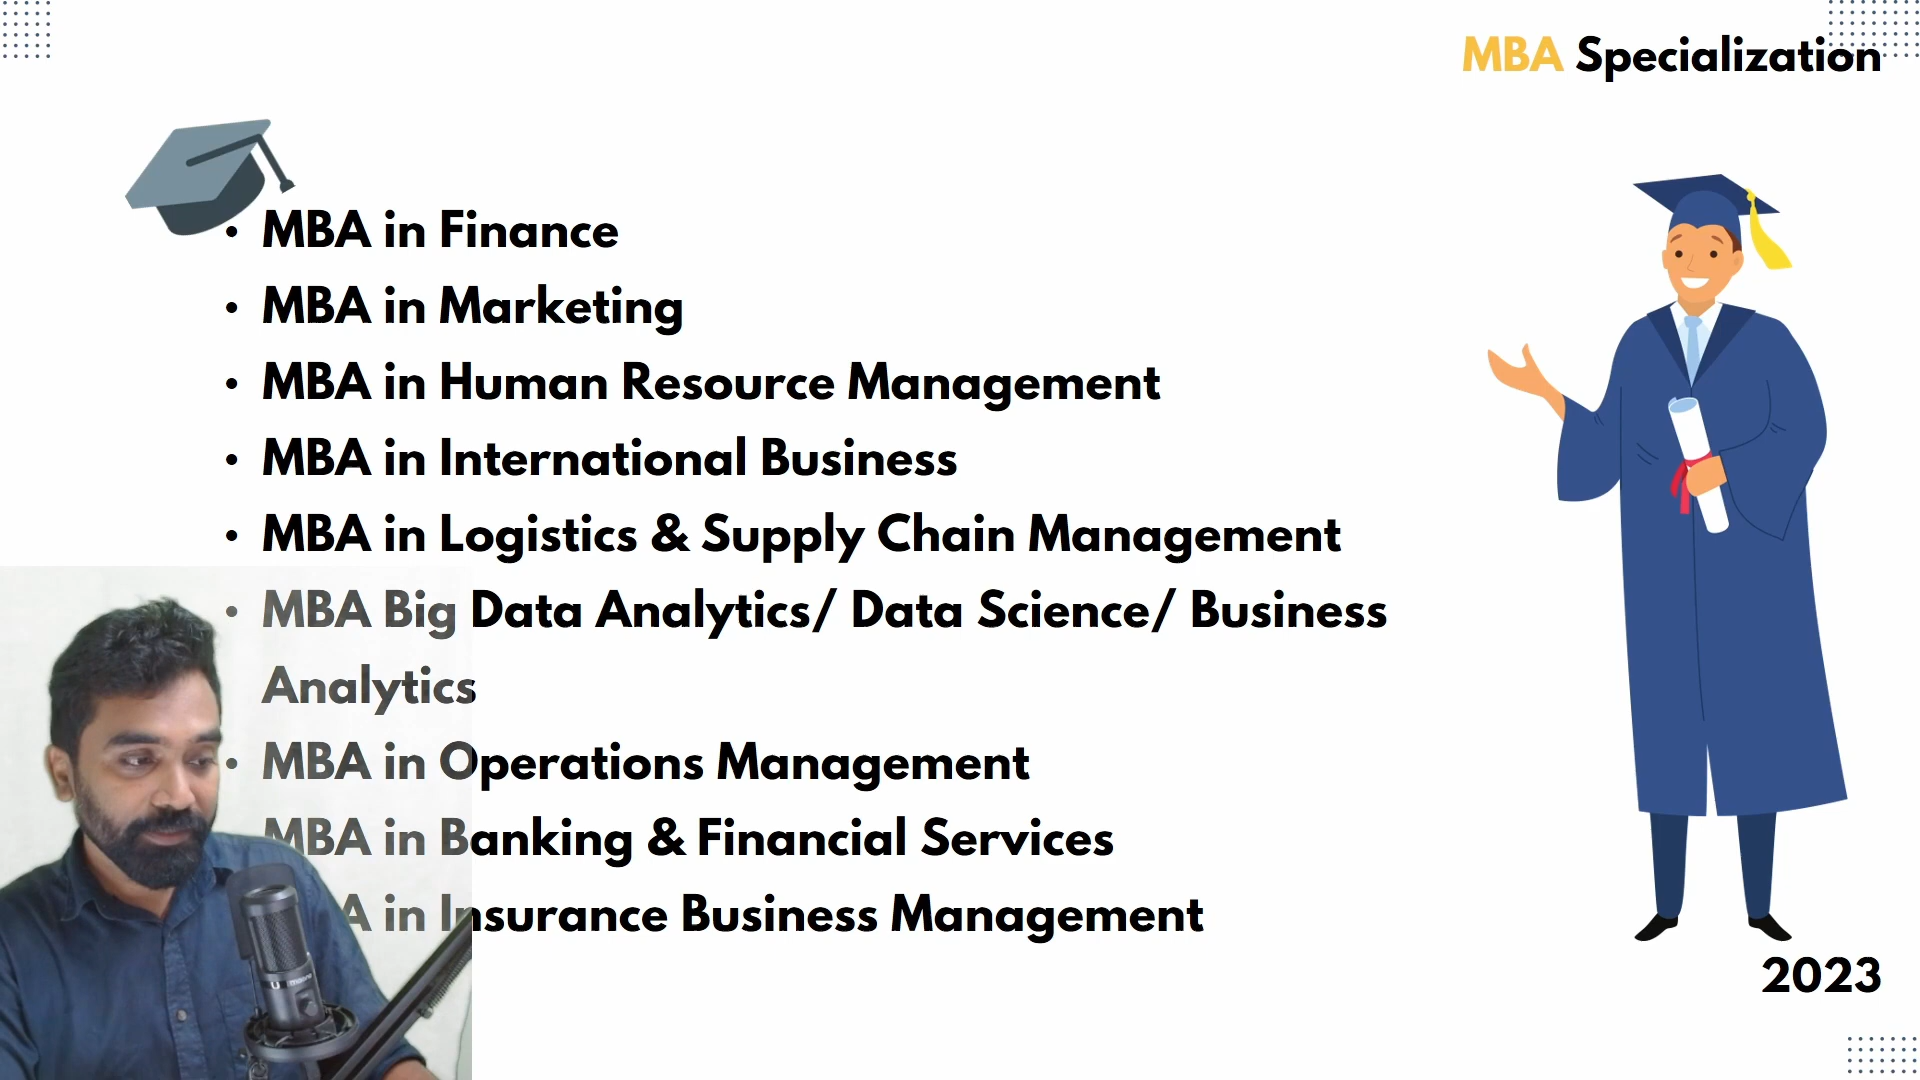 MBA Specialization
• MBA in Finance
• MBA in Marketing
• MBA in Human Resource Management
• MBA in International Business
• MBA in Logistics & Supply Chain Management
• MBA Big Data Analytics/ Data Science/ Business
Analytics
• MBA in Operations Management
MBA in Banking & Financial Services
A in Insurance Business Management
2023